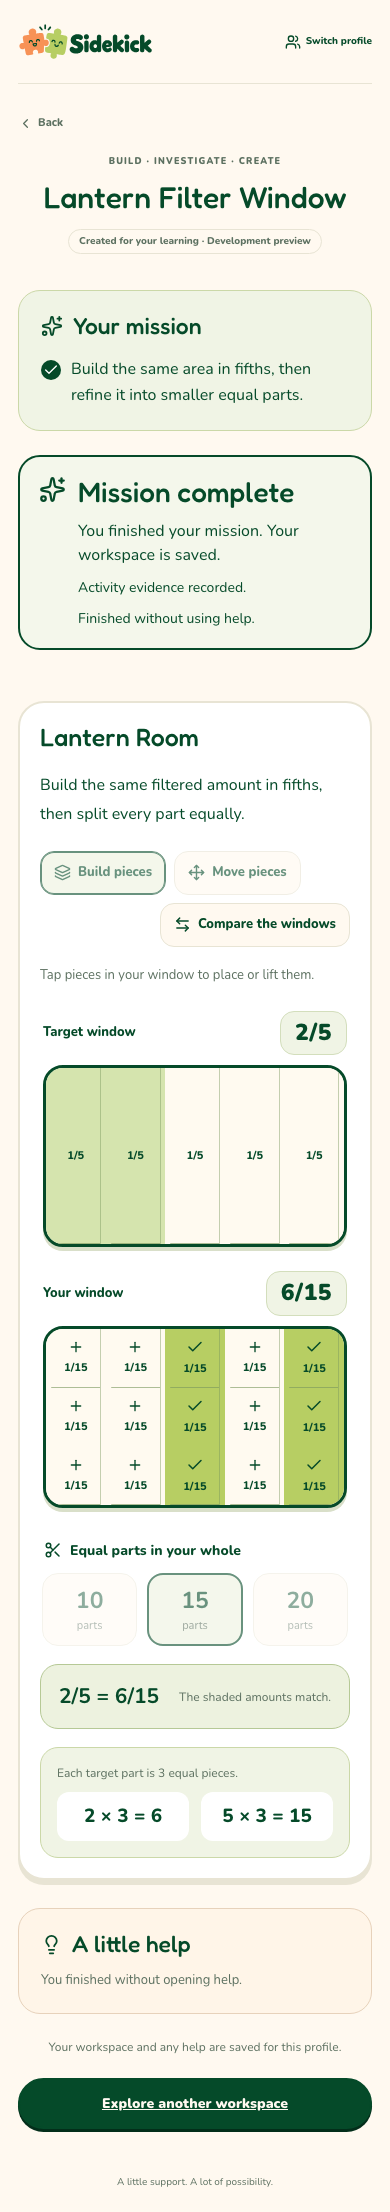 Sidekick
Switch profile
Back
BUILD · INVESTIGATE · CREATE
Lantern Filter Window
Created for your learning · Development preview
Your mission
Build the same area in fifths, then
refine it into smaller equal parts.
Mission complete
You finished your mission. Your
workspace is saved.
Activity evidence recorded.
Finished without using help.
Lantern Room
Build the same filtered amount in fifths,
then split every part equally.
Build pieces
Move pieces
Compare the windows
Tap pieces in your window to place or lift them.
Target window
2/5
1/5 1/5 1/5 1/5 1/5
Your window
6/15
1/15 1/15 1/15 1/15 1/15
1/15 1/15 1/15 1/15 1/15
1/15 1/15 1/15 1/15 1/15
Equal parts in your whole
10 15 20
parts parts parts
2/5 = 6/15 The shaded amounts match.
Each target part is 3 equal pieces.
2 × 3 = 6 5 × 3 = 15
A little help
You finished without opening help.
Your workspace and any help are saved for this profile.
Explore another workspace
A little support. A lot of possibility.